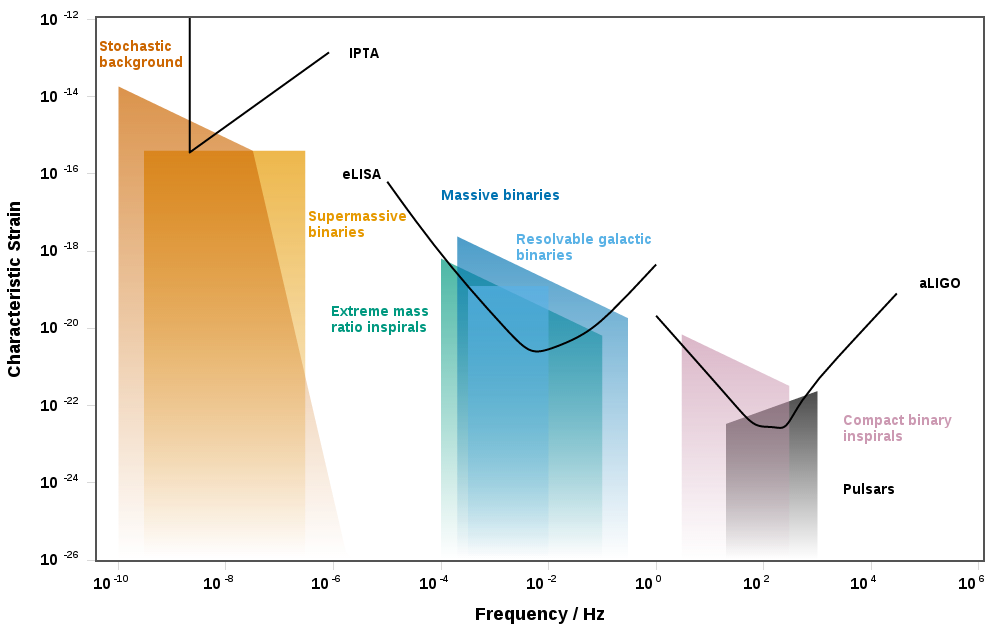 10 -12
Stochastic
background
IPTA
10 -14
10 -16
eLISA
Massive binaries
Supermassive
binaries
Resolvable galactic
binaries
10 -18
Extreme mass
ratio inspirals
aLIGO
10 -20
10 -22
Compact binary
inspirals
10 -24
Pulsars
10 -26
10 -10
10 -8
10 -6
10 -4
10 -2
10 0
10 2
10 4
10 6
Characteristic Strain
Frequency / Hz